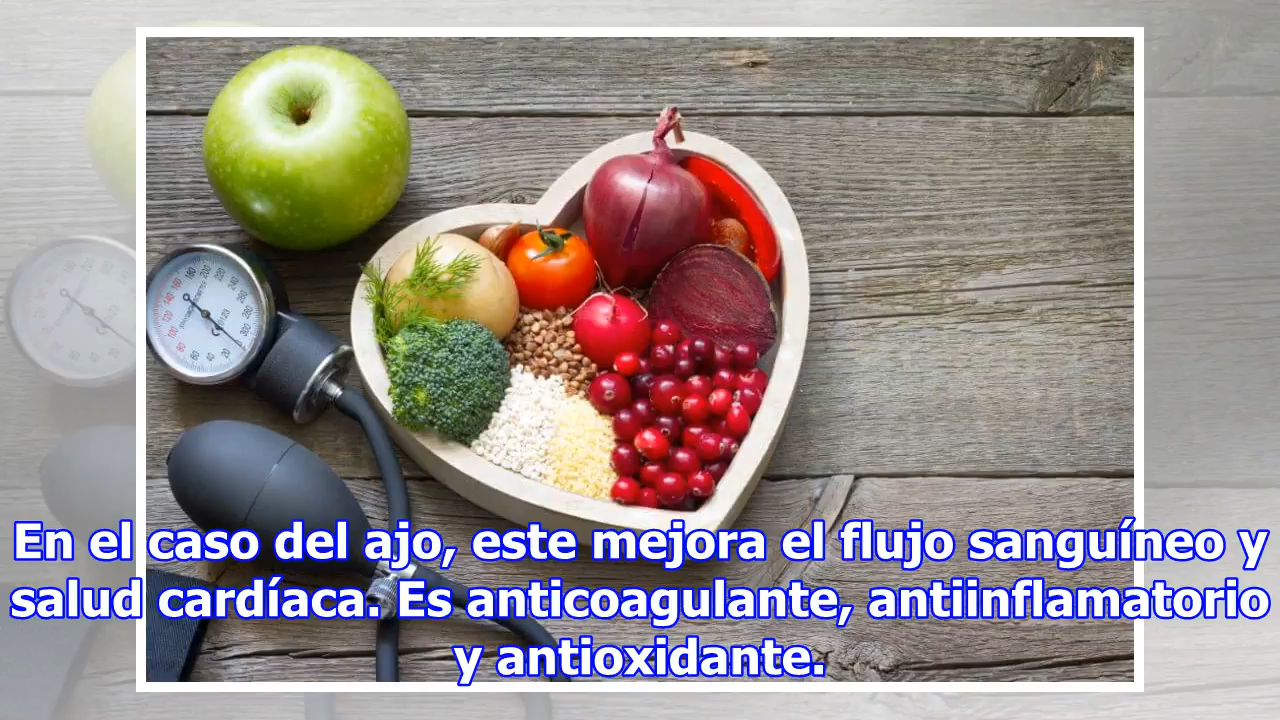 En el caso del ajo, este mejora el flujo sanguíneo y
salud cardíaca. Es anticoagulante, antiinflamatorio
y antioxidante.